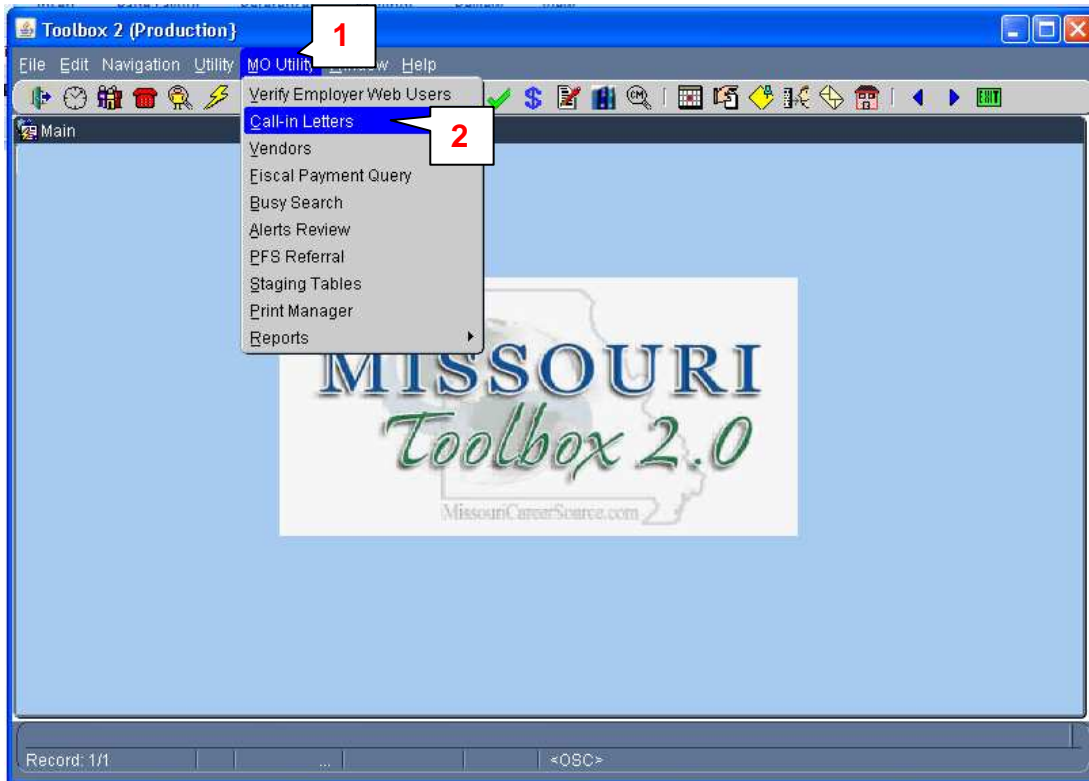 Toolbox 2 (Production}
1
File Edit Navigation Utility MO Utility Window Help
Verify Employer Web Users
EXIT
Main
Call-in Letters
2
Vendors
Fiscal Payment Query
Busy Search
Alerts Review
PFS Referral
Staging Tables
Print Manager
Reports
MISSOURI
Toolbox 2.0
MissouriCareerSource.com
Record: 1/1
...
<OSC>